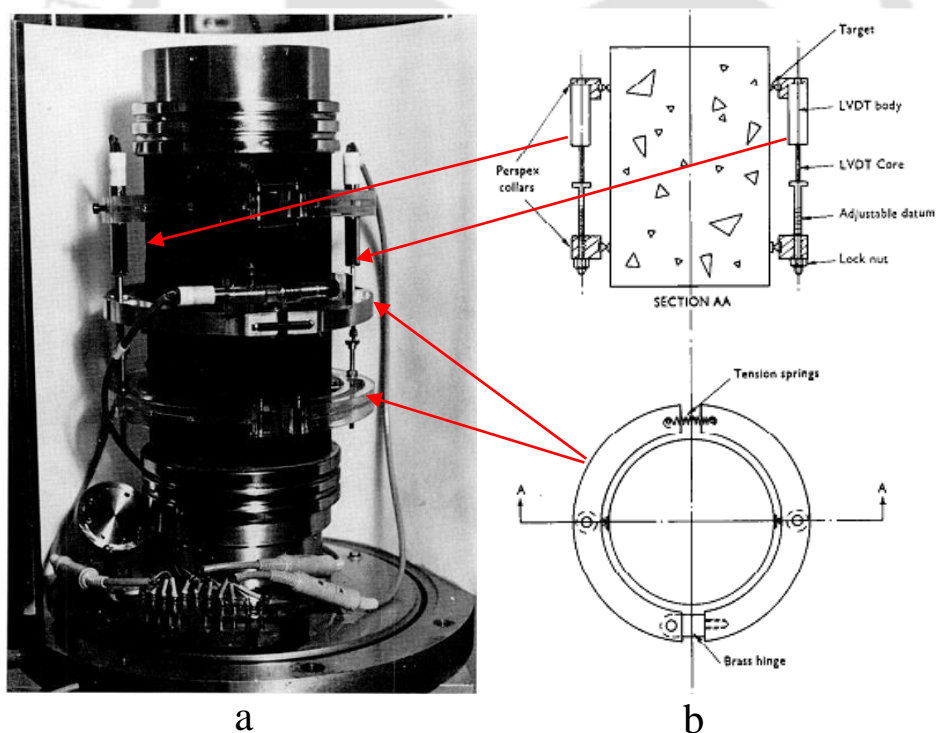 Target
LVDT body
Perspex
collars
LVDT Core
Adjustable datum
Lock nut
SECTION AA
Tension springs
A
A
Brass hinge
a
b